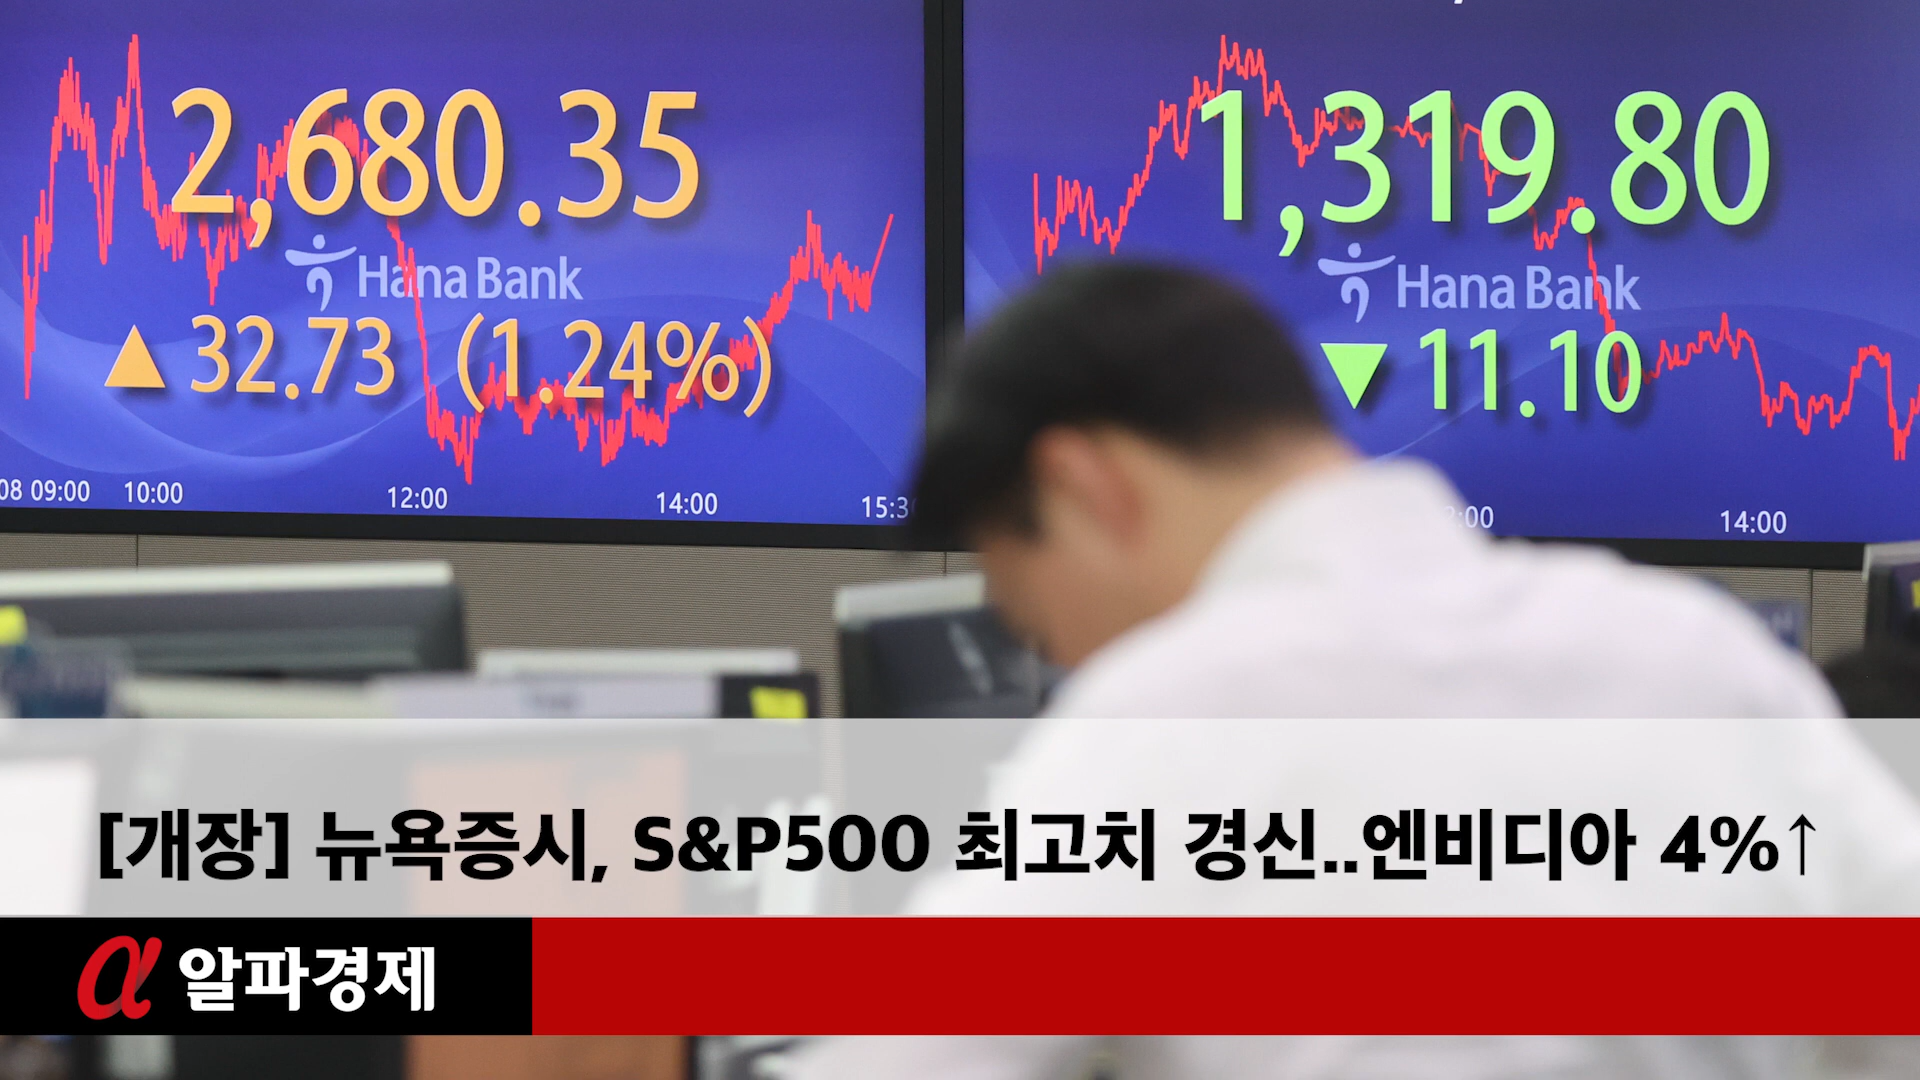 2,680.35
Hana Bank
▲ 32.73 (1.24%)
08 09:00 10:00 12:00 14:00
1,319.80
Hana Bank
▼ 11.10
14:00
[개장] 뉴욕증시, S&P500 최고치 경신..엔비디아 4%↑
알파경제